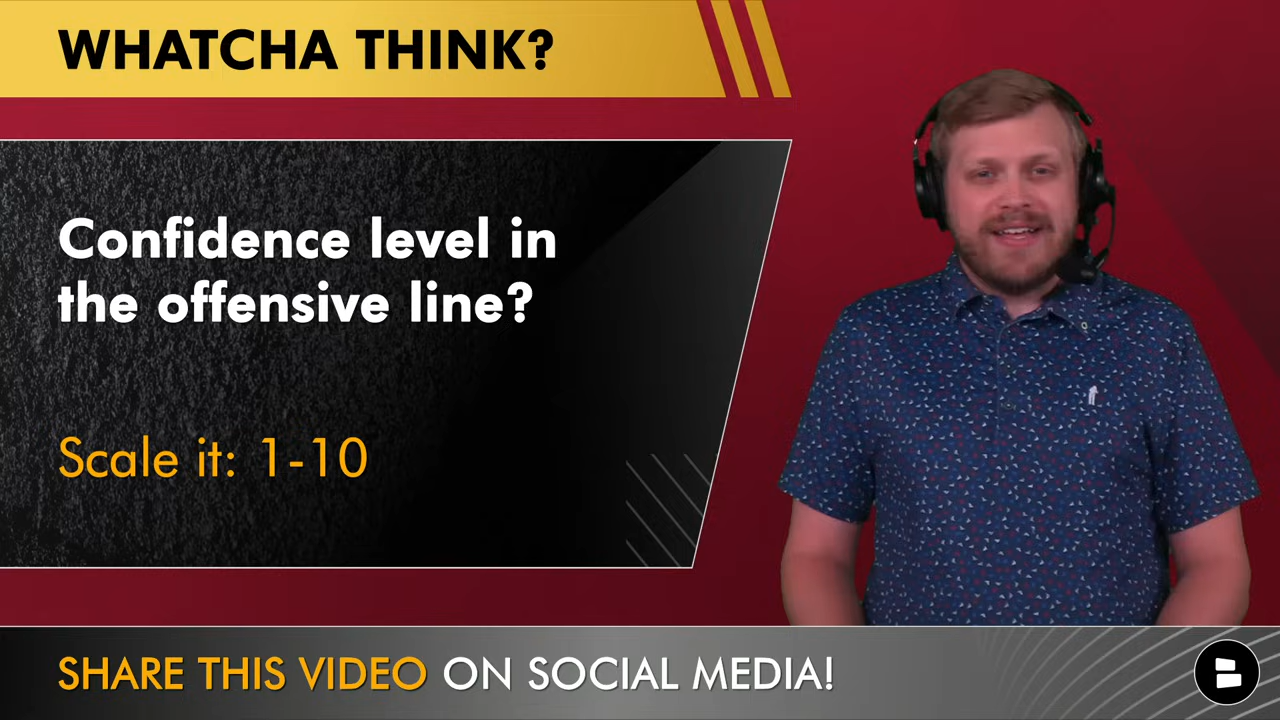 WHATCHA THINK?
Confidence level in
the offensive line?
Scale it: 1-10
SHARE THIS VIDEO ON SOCIAL MEDIA!